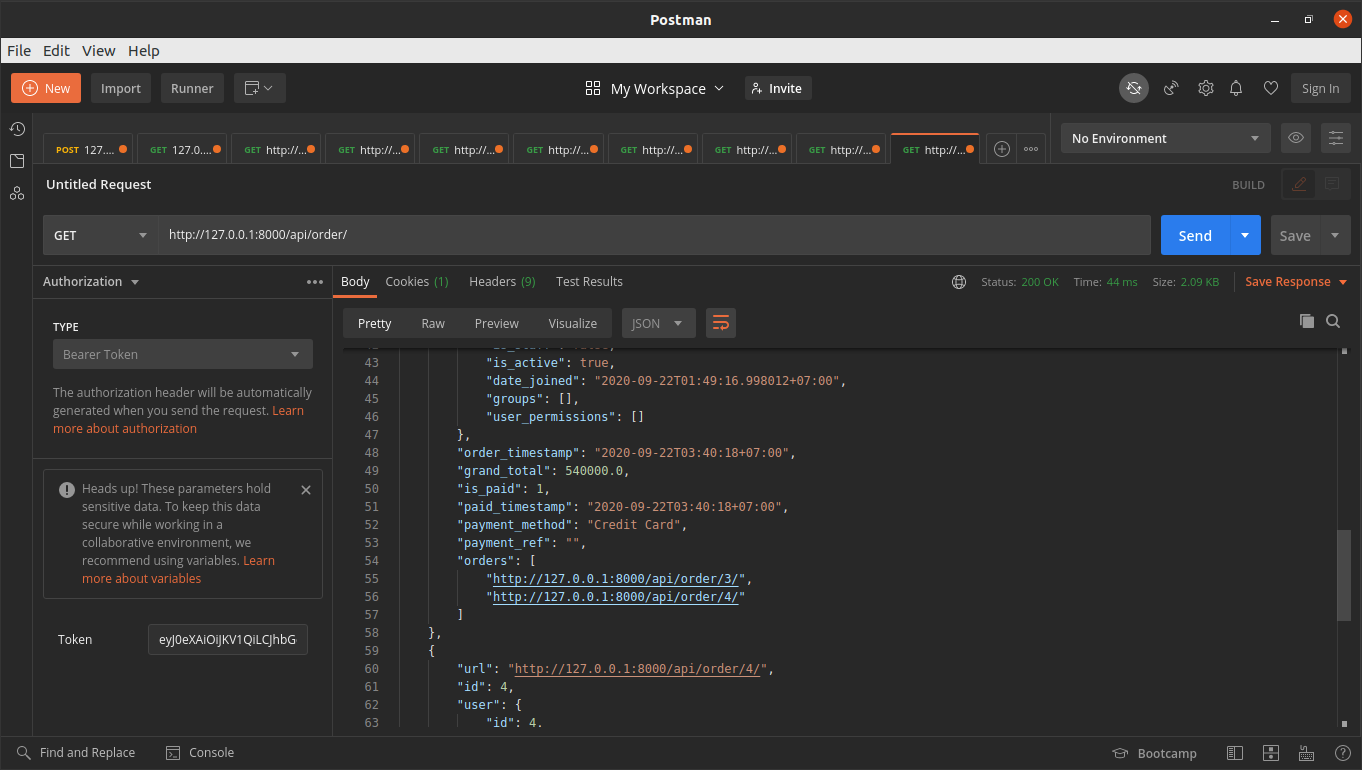 Postman
File Edit View Help
New Import Runner My Workspace Invite Sign In
POST 127.... GET 127.0.... GET http://... GET http://... GET http://... GET http://... GET http://... GET http://... GET http://... GET http://... No Environment
Untitled Request BUILD
GET http://127.0.0.1:8000/api/order/ Send Save
Authorization
Body Cookies (1) Headers (9) Test Results Status: 200 OK Time: 44 ms Size: 2.09 KB Save Response
TYPE
Bearer Token
The authorization header will be automatically
generated when you send the request. Learn
more about authorization
Heads up! These parameters hold
sensitive data. To keep this data
secure while working in a
collaborative environment, we
recommend using variables. Learn
more about variables
Token eyJ0eXAiOiJKV1QiLCJhbG
Pretty Raw Preview Visualize JSON
43 "is_active": true,
44 "date_joined": "2020-09-22T01:49:16.998012+07:00",
45 "groups": [],
46 "user_permissions": []
47 },
48 "order_timestamp": "2020-09-22T03:40:18+07:00",
49 "grand_total": 540000.0,
50 "is_paid": 1,
51 "paid_timestamp": "2020-09-22T03:40:18+07:00",
52 "payment_method": "Credit Card",
53 "payment_ref": "",
54 "orders": [
55 "http://127.0.0.1:8000/api/order/3/",
56 "http://127.0.0.1:8000/api/order/4/"
57 ]
58 },
59 {
60 "url": "http://127.0.0.1:8000/api/order/4/",
61 "id": 4,
62 "user": {
63 "id": 4.
Find and Replace Console Bootcamp